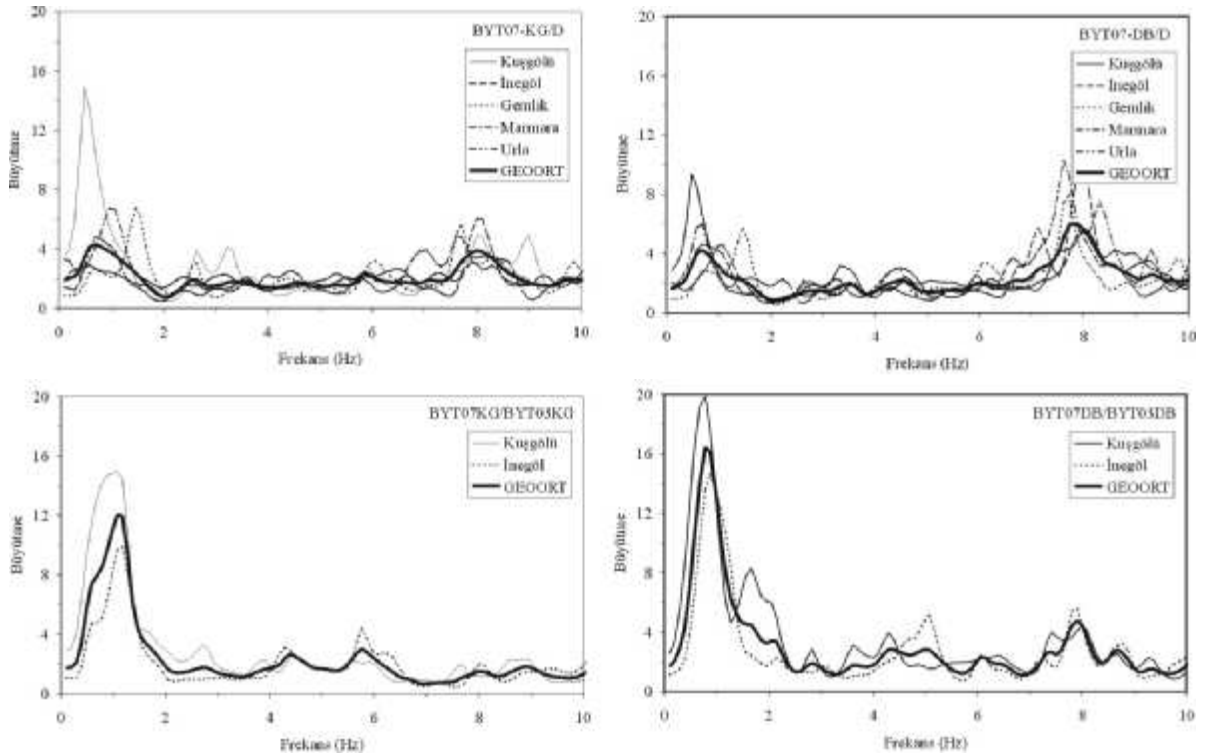 BYT07-KG/D
Kuşgölü
İnegöl
Gemlik
Marmara
Urla
GEOORT
Büyütme
20
16
12
8
4
0
0 2 4 6 8 10
Frekans (Hz)
BYT07-DB/D
Kuşgölü
İnegöl
Gemlik
Marmara
Urla
GEOORT
Büyütme
20
16
12
8
4
0
0 2 4 6 8 10
Frekans (Hz)
BYT07KG/BYT03KG
Kuşgölü
İnegöl
GEOORT
Büyütme
20
16
12
8
4
0
0 2 4 6 8 10
Frekans (Hz)
BYT07DB/BYT03DB
Kuşgölü
İnegöl
GEOORT
Büyütme
20
16
12
8
4
0
0 2 4 6 8 10
Frekans (Hz)